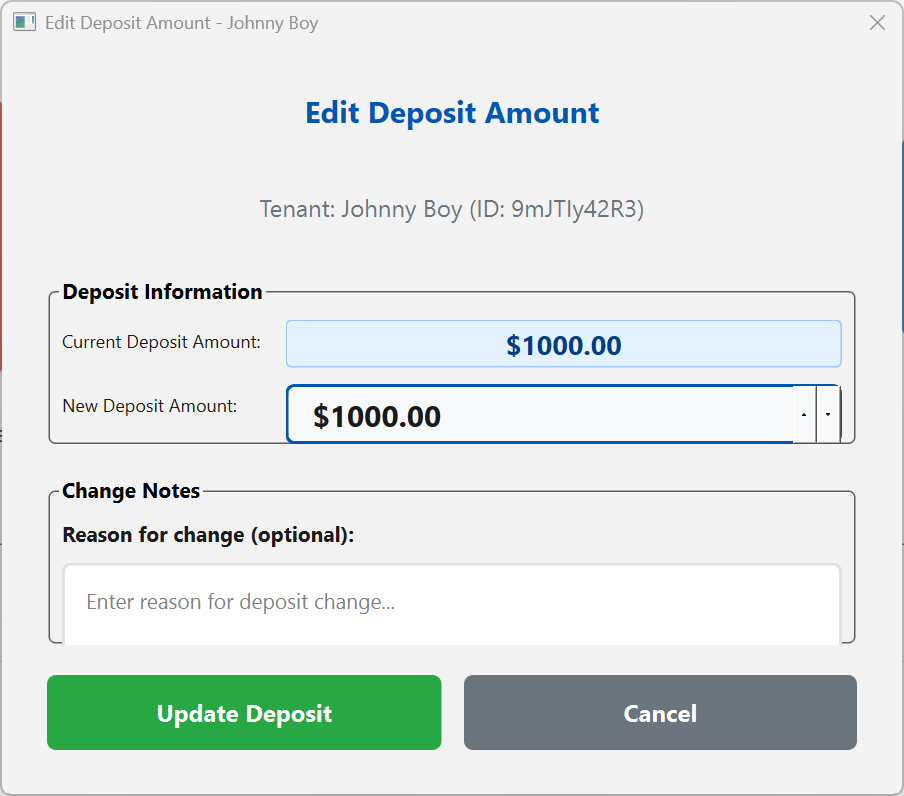 Edit Deposit Amount - Johnny Boy
Edit Deposit Amount
Tenant: Johnny Boy (ID: 9mJTIy42R3)
Deposit Information
Current Deposit Amount:
$1000.00
New Deposit Amount:
$1000.00
Change Notes
Reason for change (optional):
Enter reason for deposit change...
Update Deposit
Cancel